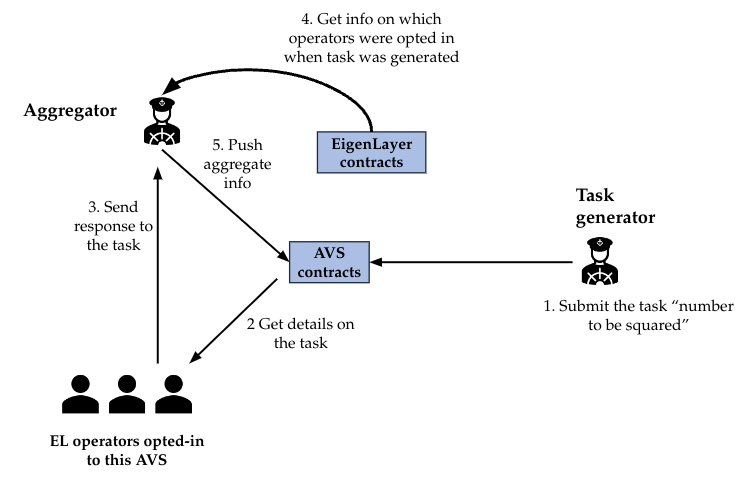 4. Get info on which
operators were opted in
when task was generated
Aggregator
5. Push
aggregate
info
EigenLayer
contracts
3. Send
response to
the task
Task
generator
AVS
contracts
1. Submit the task “number
to be squared”
2 Get details on
the task
EL operators opted-in
to this AVS